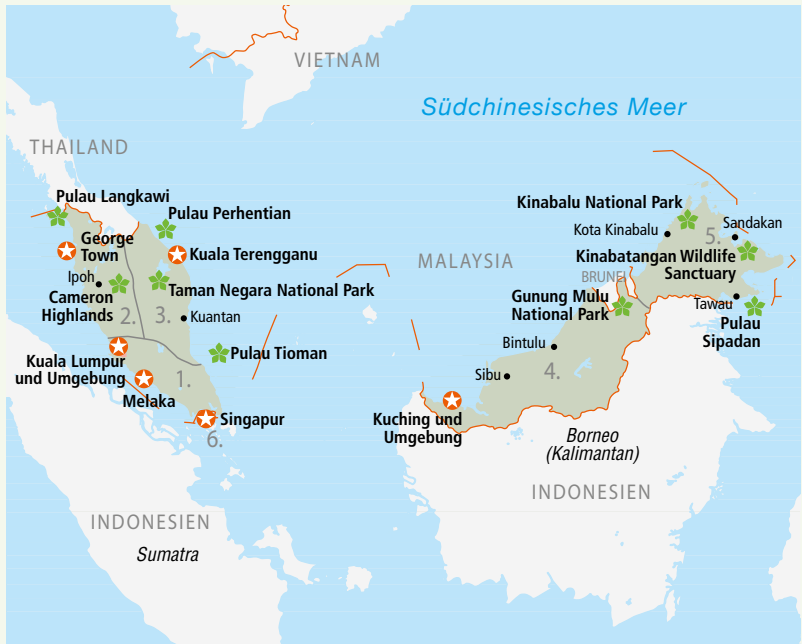 VIETNAM
Südchinesisches Meer
THAILAND
Pulau Langkawi
Pulau Perhentian
Kinabalu National Park
George
Town
Kuala Terengganu
Kota Kinabalu
Sandakan
5.
MALAYSIA
Kinabatangan Wildlife
Sanctuary
BRUNEI
Ipoh
Cameron
Highlands
Taman Negara National Park
2.
3.
Kuantan
Gunung Mulu
National Park
Tawau
Pulau
Sipadan
Kuala Lumpur
und Umgebung
Pulau Tioman
Bintulu
1.
Sibu
4.
Melaka
Singapur
6.
Kuching und
Umgebung
Borneo
(Kalimantan)
INDONESIEN
INDONESIEN
Sumatra